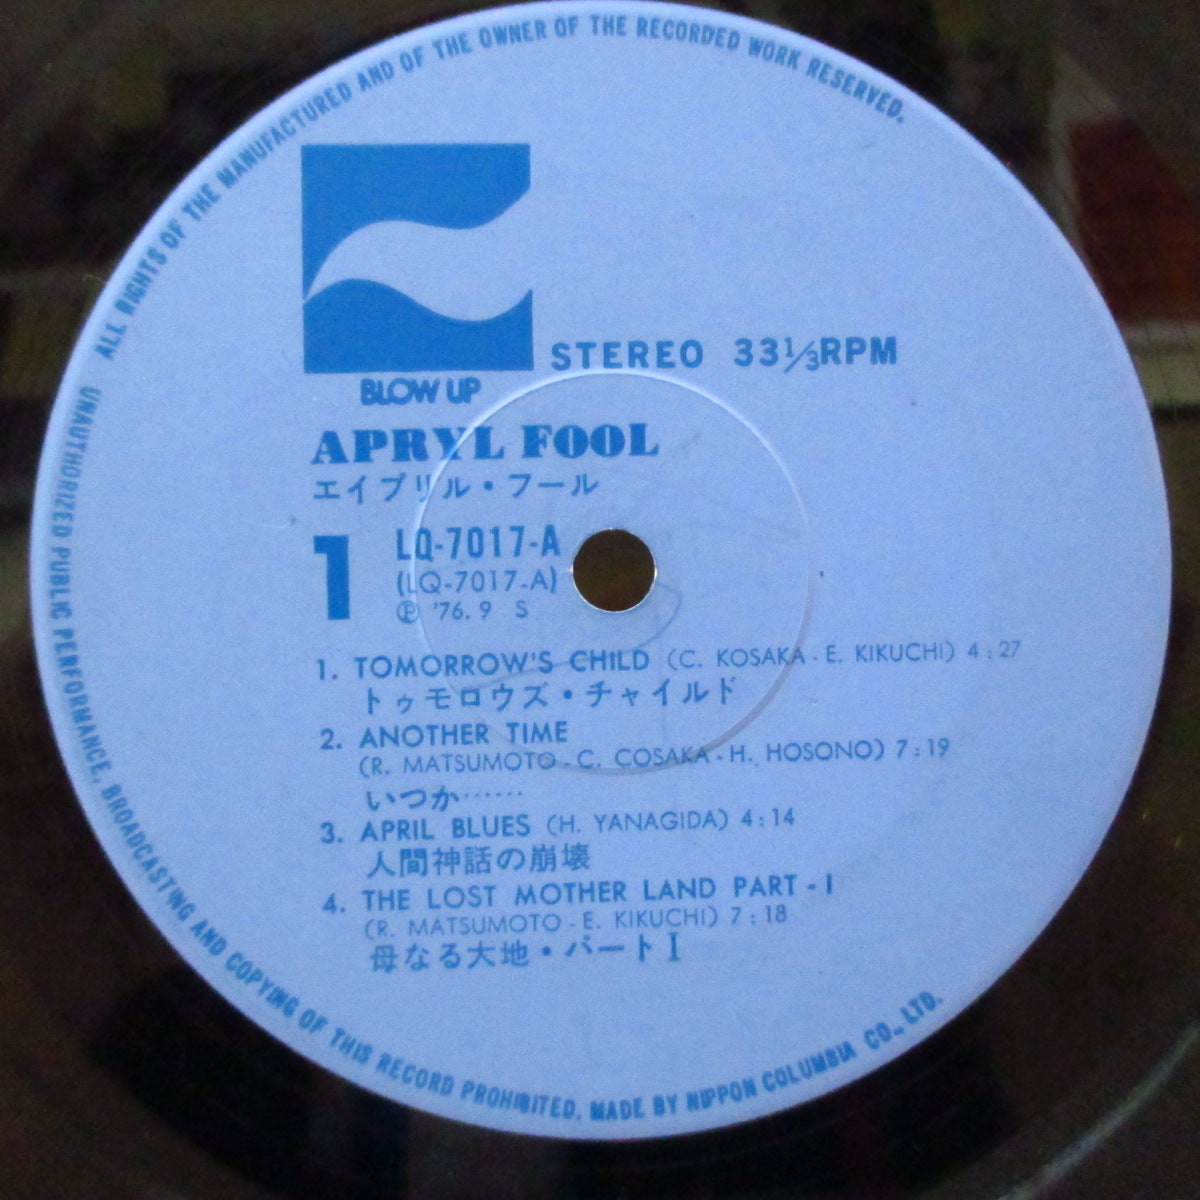 ALL RIGHTS OF THE MANUFACTURED AND OF THE OWNER OF THE RECORDED WORK RESERVED.
BLOW UP
STEREO 33⅓RPM
APRYL FOOL
エイプリル・フール
1
LQ-7017-A
(LQ-7017-A)
Ⓟ '76.9 S
1. TOMORROW'S CHILD (C. KOSAKA - E. KIKUCHI) 4:27
トゥモロウズ・チャイルド
2. ANOTHER TIME
(R. MATSUMOTO - C. COSAKA - H. HOSONO) 7:19
いつか……
3. APRIL BLUES (H. YANAGIDA) 4:14
人間神話の崩壊
4. THE LOST MOTHER LAND PART - I
(R. MATSUMOTO - E. KIKUCHI) 7:18
母なる大地・パートI
UNAUTHORIZED PUBLIC PERFORMANCE, BROADCASTING AND COPYING OF THIS RECORD PROHIBITED, MADE BY NIPPON COLUMBIA CO., LTD.